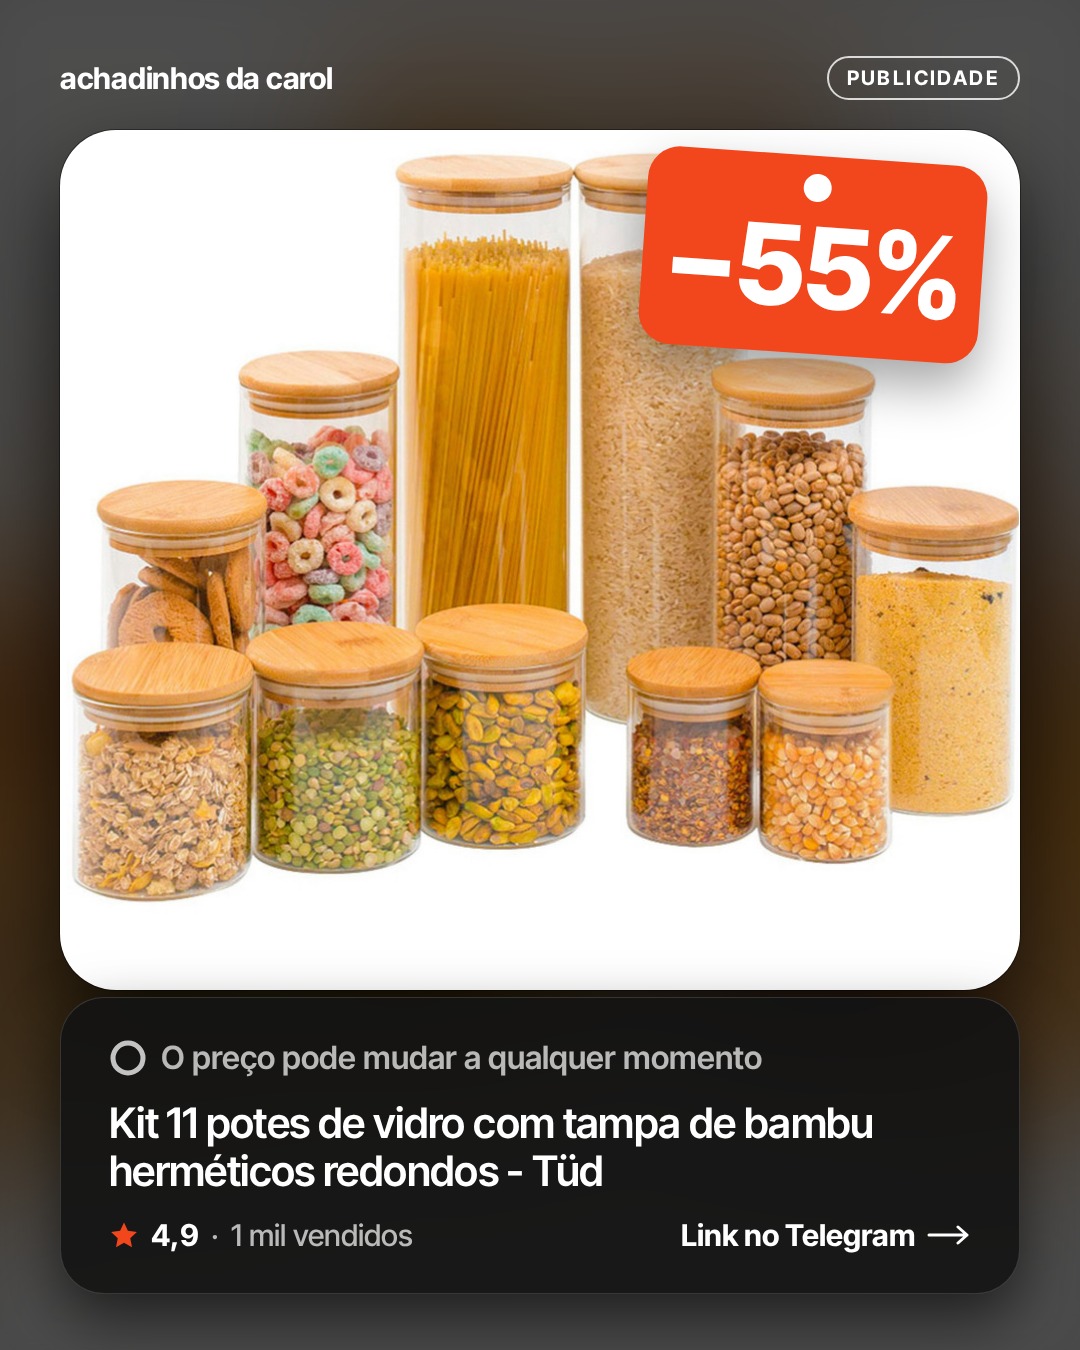 achadinhos da carol
PUBLICIDADE
–55%
O preço pode mudar a qualquer momento
Kit 11 potes de vidro com tampa de bambu
herméticos redondos - Tüd
4,9 · 1 mil vendidos
Link no Telegram →